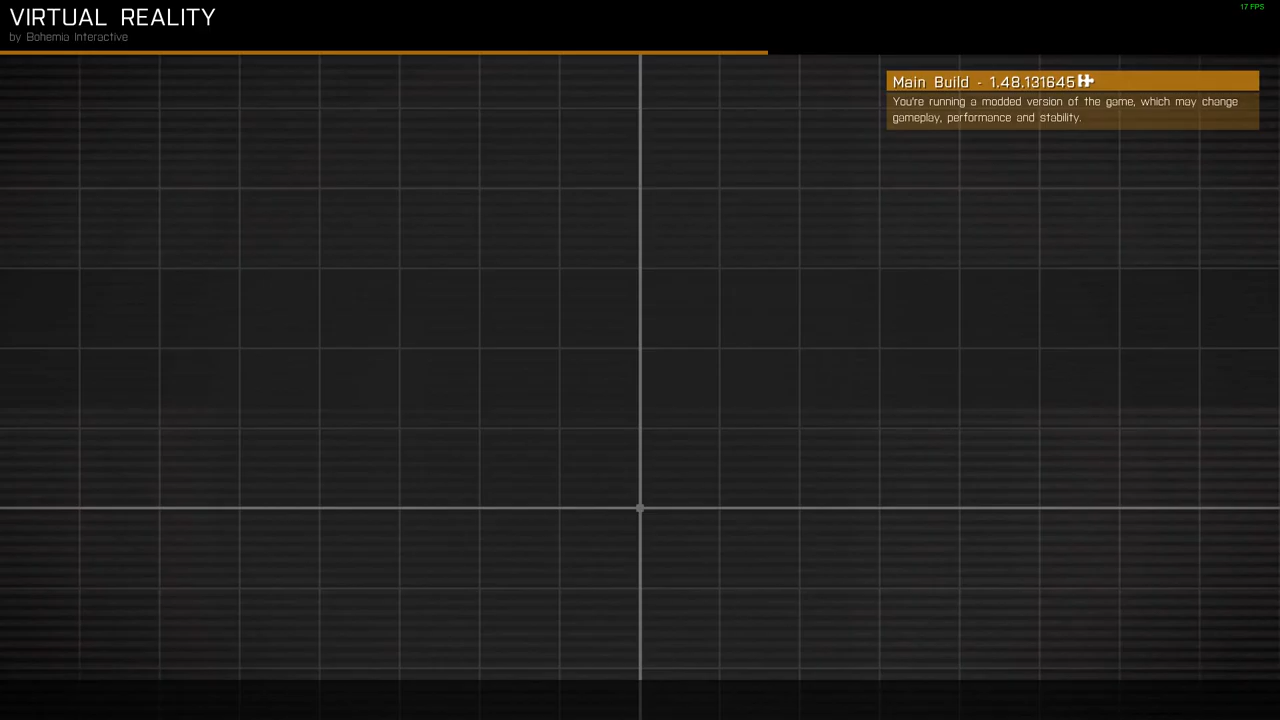 VIRTUAL REALITY
by Bohemia Interactive
17 FPS
Main Build - 1.48.131645
You're running a modded version of the game, which may change
gameplay, performance and stability.